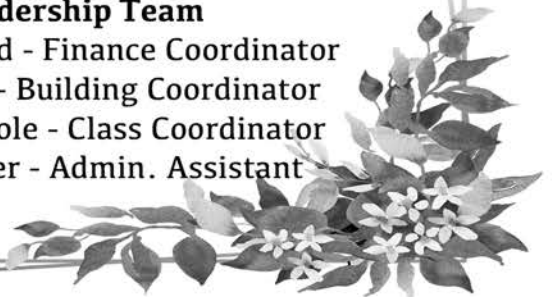 dership Team
d - Finance Coordinator
- Building Coordinator
ole - Class Coordinator
er - Admin. Assistant